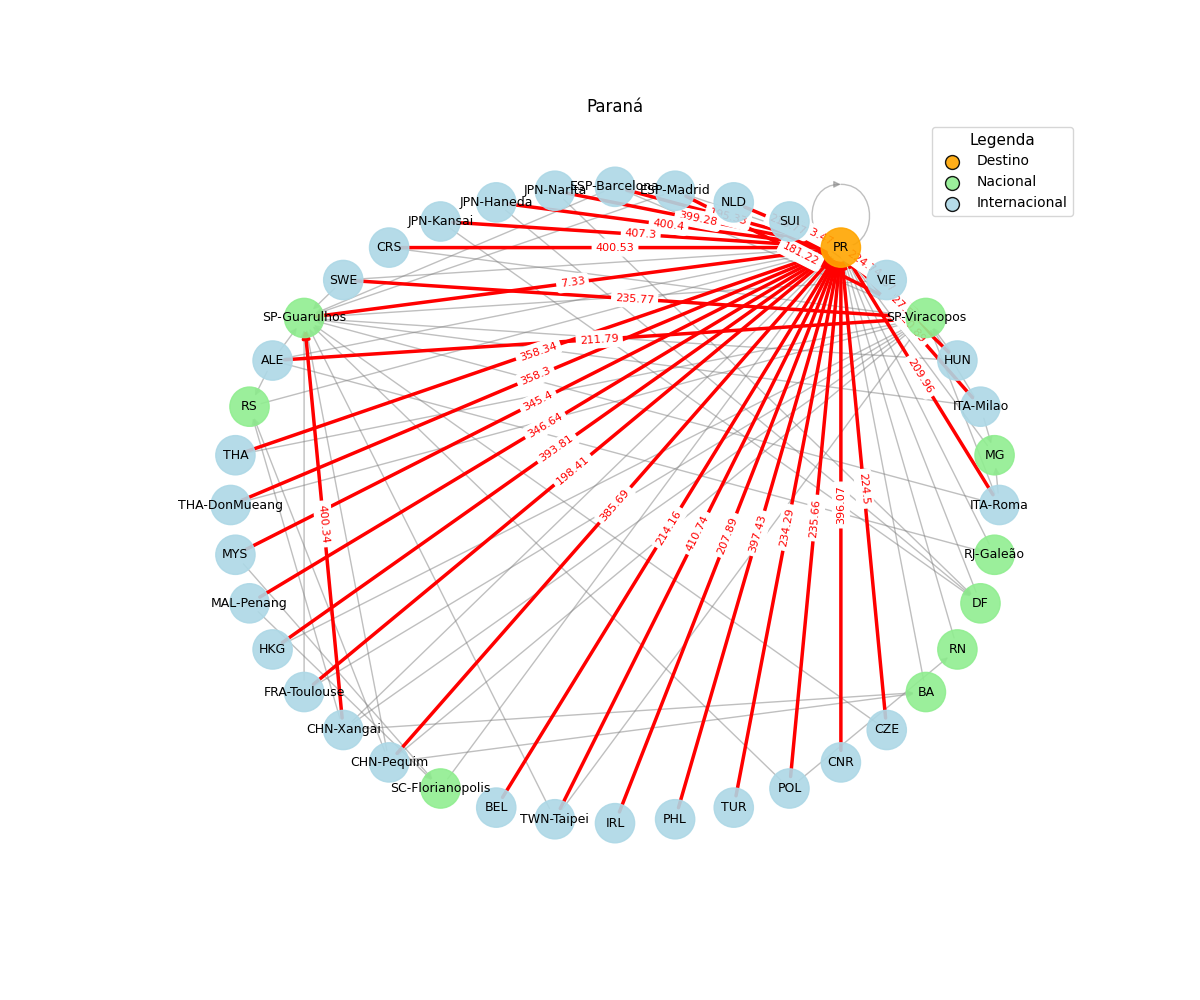 Paraná
Legenda
Destino
Nacional
Internacional
ESP-Barcelona
JPN-Narita
ESP-Madrid
JPN-Haneda
NLD
JPN-Kansai
SUI
399.28
400.4
407.3
CRS
400.53
181.22
PR
SWE
7.33
235.77
VIE
SP-Guarulhos
SP-Viracopos
211.79
358.34
ALE
HUN
358.3
209.96
345.4
RS
ITA-Milao
346.64
393.81
THA
MG
198.41
THA-DonMueang
385.69
396.07
224.5
ITA-Roma
400.34
214.16
410.74
207.89
397.43
234.29
235.66
MYS
RJ-Galeão
MAL-Penang
DF
HKG
RN
FRA-Toulouse
BA
CHN-Xangai
CZE
CHN-Pequim
CNR
SC-Florianopolis
POL
BEL
TUR
TWN-Taipei
IRL
PHL